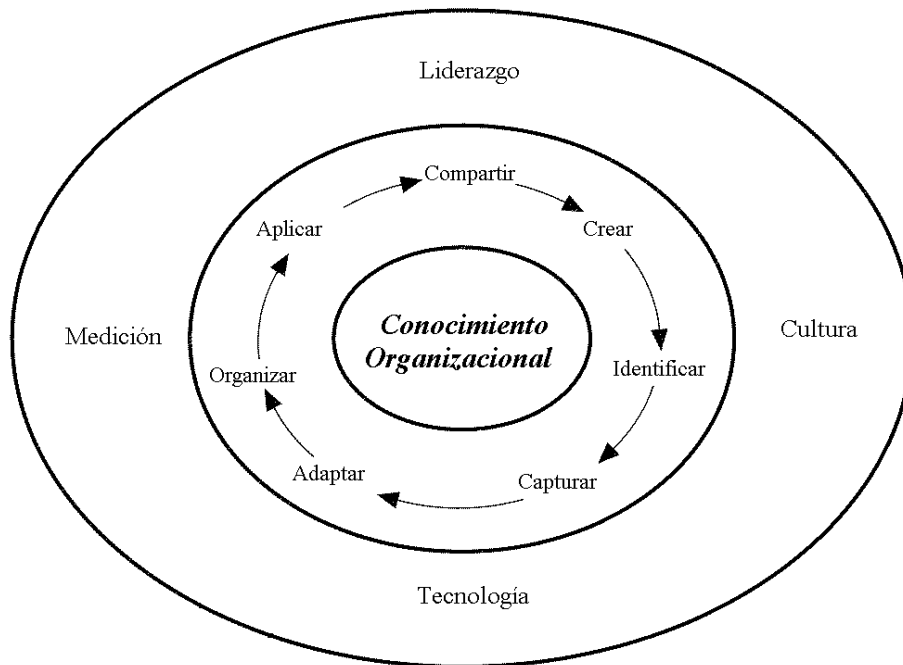 Liderazgo
Compartir
Aplicar
Crear
Conocimiento
Organizacional
Medición
Cultura
Organizar
Identificar
Adaptar
Capturar
Tecnología